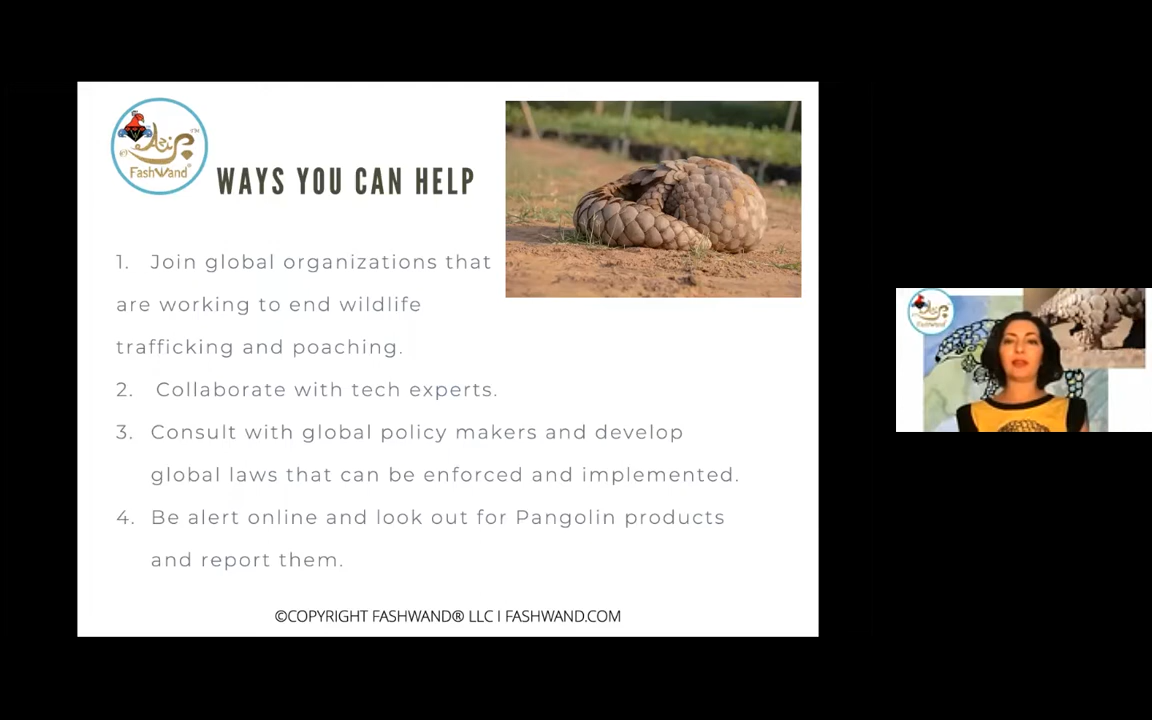 FashWand®
WAYS YOU CAN HELP
1. Join global organizations that
are working to end wildlife
trafficking and poaching.
2. Collaborate with tech experts.
3. Consult with global policy makers and develop
global laws that can be enforced and implemented.
4. Be alert online and look out for Pangolin products
and report them.
©COPYRIGHT FASHWAND® LLC I FASHWAND.COM
FashWand